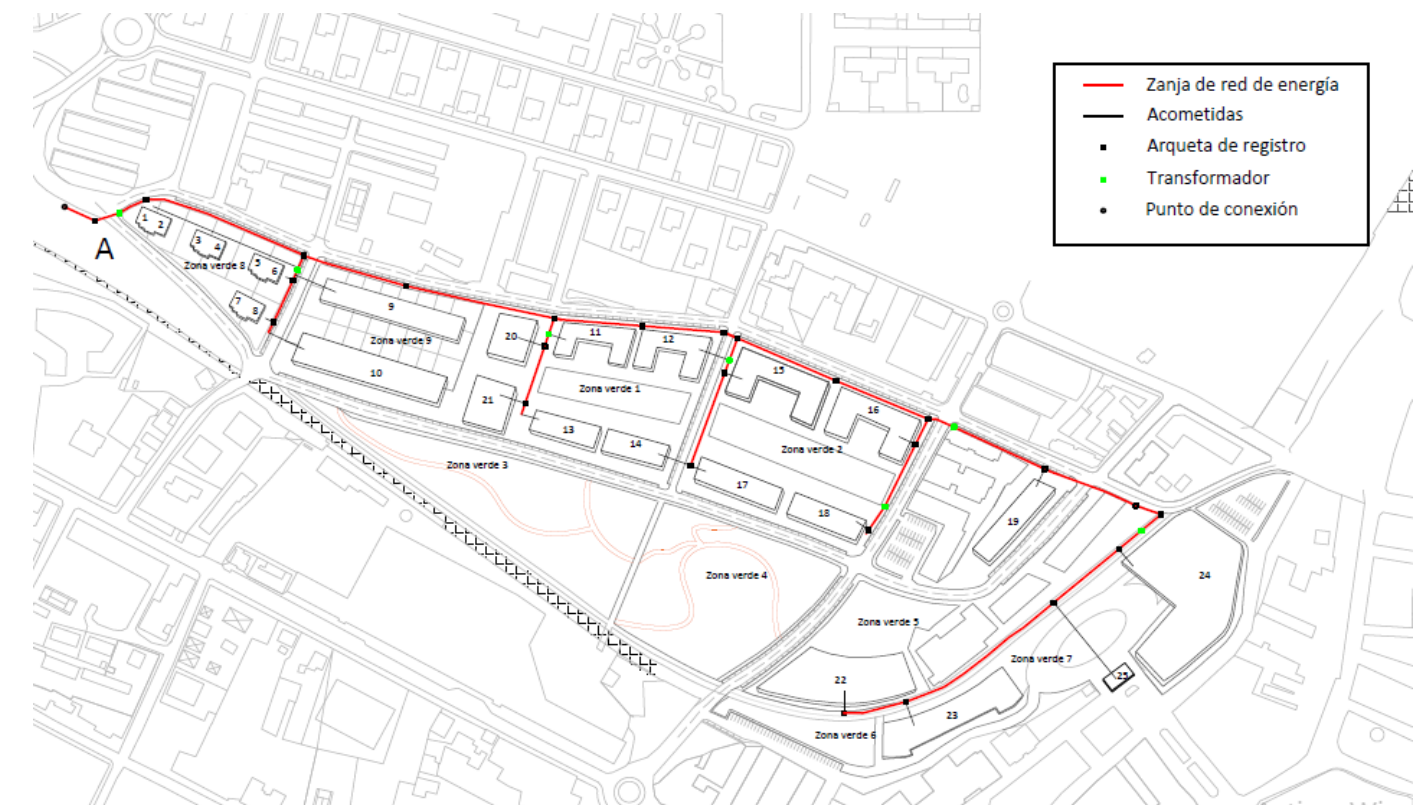 Zanja de red de energía
Acometidas
Arqueta de registro
Transformador
Punto de conexión
A
1
2
3
4
5
6
Zona verde 8
7
8
9
Zona verde 9
10
20
21
11
12
Zona verde 1
13
14
15
16
Zona verde 2
17
18
19
Zona verde 3
Zona verde 4
Zona verde 5
22
Zona verde 6
23
Zona verde 7
24
25